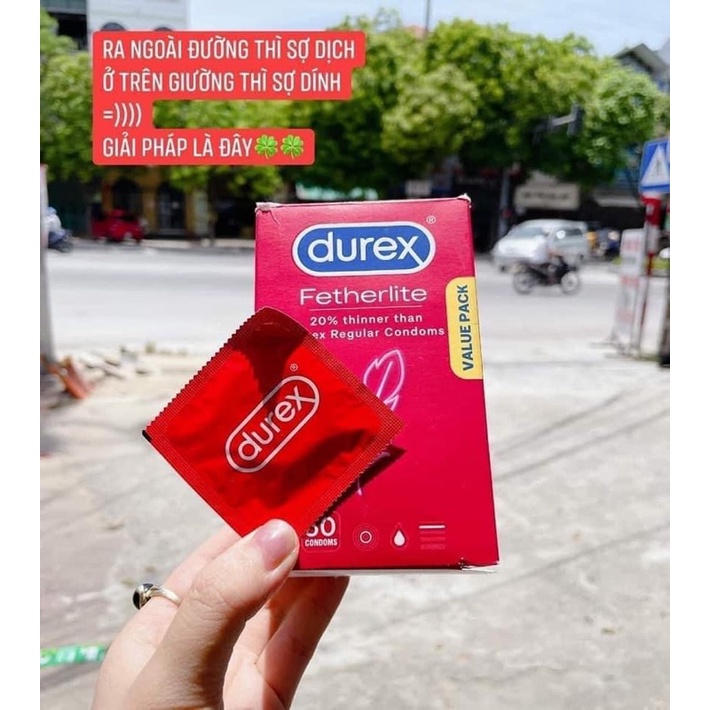 RA NGOÀI ĐƯỜNG THÌ SỢ DỊCH
Ở TRÊN GIƯỜNG THÌ SỢ DÍNH
=))))
GIẢI PHÁP LÀ ĐÂY🍀🍀
durex®
Fetherlite
20% thinner than
ex Regular Condoms
VALUE PACK
durex®
CONDOMS